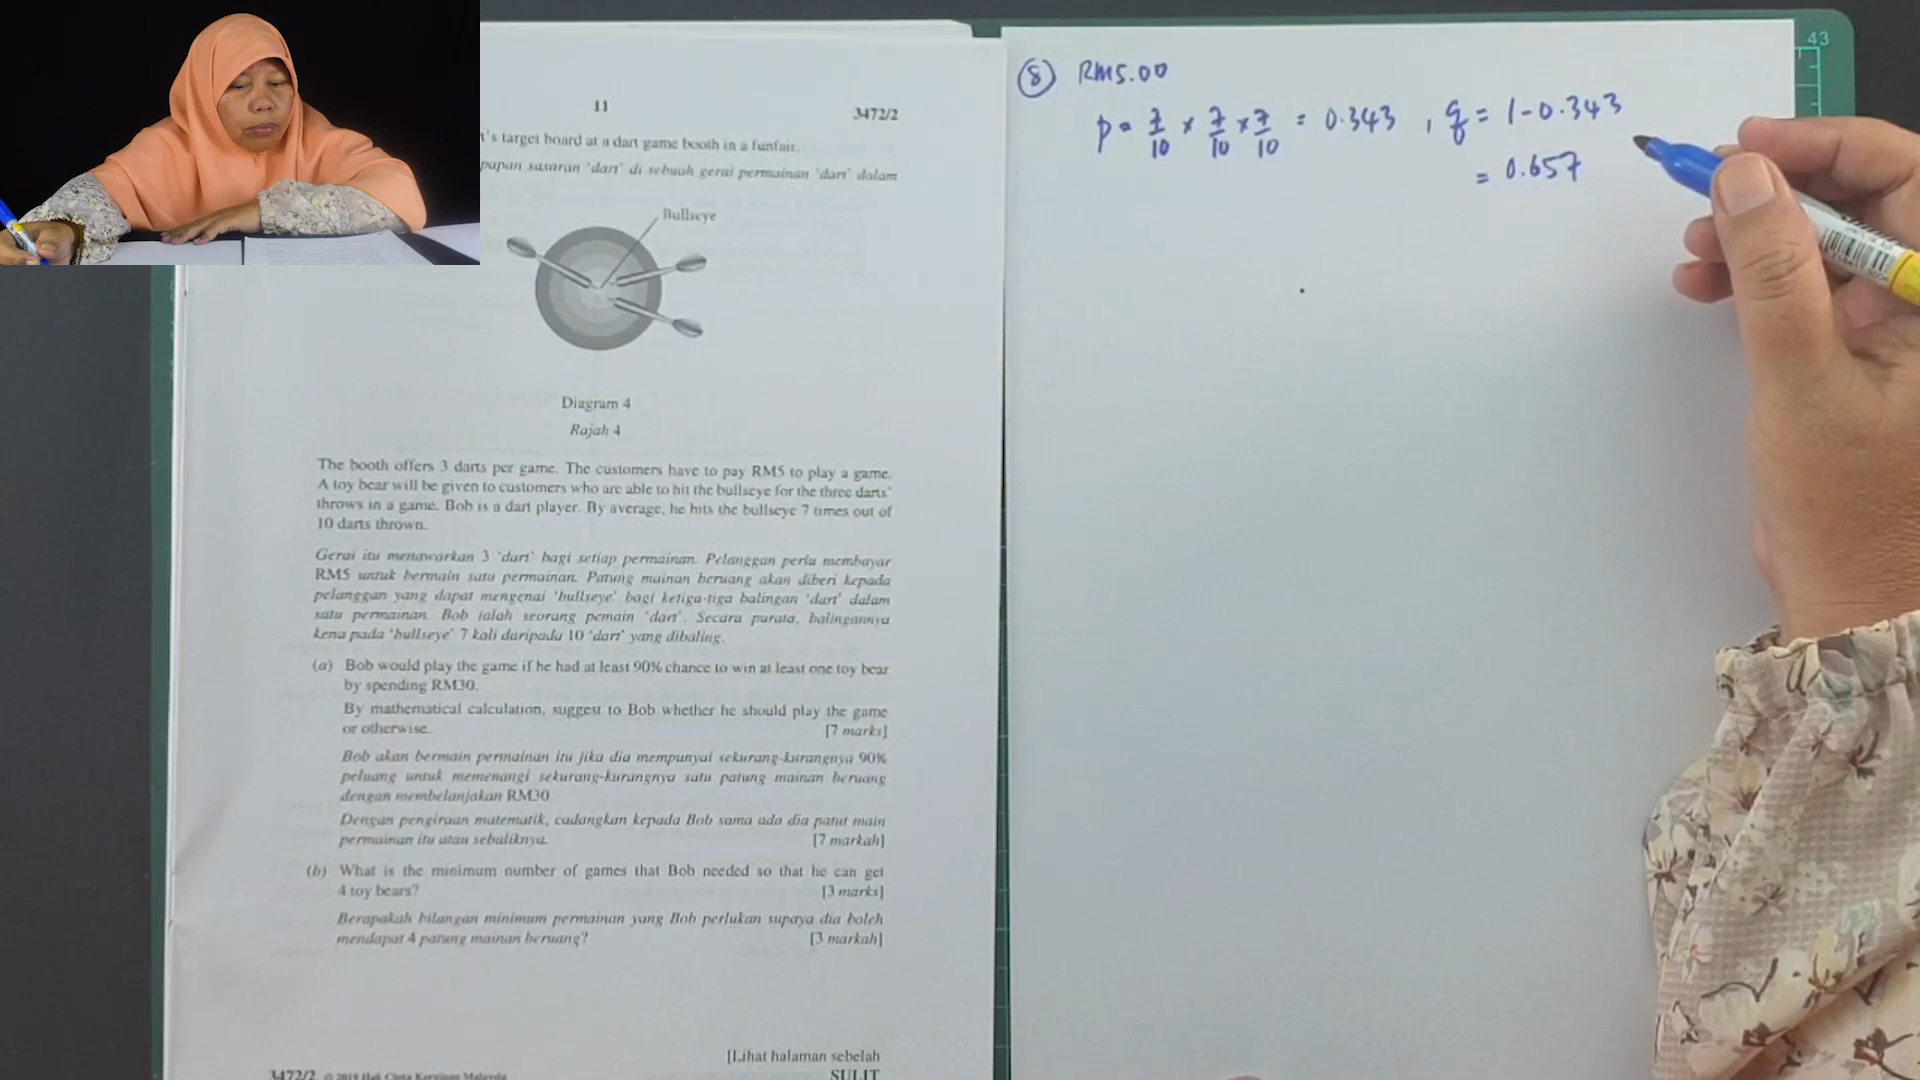 11
3472/2
t's target board at a dart game booth in a funfair.
papan sasaran 'dart' di sebuah gerai permainan 'dart' dalam
Bullseye
Diagram 4
Rajah 4
The booth offers 3 darts per game. The customers have to pay RM5 to play a game.
A toy bear will be given to customers who are able to hit the bullseye for the three darts'
throws in a game. Bob is a dart player. By average, he hits the bullseye 7 times out of
10 darts thrown.
Gerai itu menawarkan 3 'dart' bagi setiap permainan. Pelanggan perlu membayar
RM5 untuk bermain satu permainan. Patung mainan beruang akan diberi kepada
pelanggan yang dapat mengenai 'bullseye' bagi ketiga-tiga balingan 'dart' dalam
satu permainan. Bob ialah seorang pemain 'dart'. Secara purata, balingannya
kena pada 'bullseye' 7 kali daripada 10 'dart' yang dibaling.
(a) Bob would play the game if he had at least 90% chance to win at least one toy bear
by spending RM30.
By mathematical calculation, suggest to Bob whether he should play the game
or otherwise. [7 marks]
Bob akan bermain permainan itu jika dia mempunyai sekurang-kurangnya 90%
peluang untuk memenangi sekurang-kurangnya satu patung mainan beruang
dengan membelanjakan RM30
Dengan pengiraan matematik, cadangkan kepada Bob sama ada dia patut main
permainan itu atau sebaliknya. [7 markah]
(b) What is the minimum number of games that Bob needed so that he can get
4 toy bears? [3 marks]
Berapakah bilangan minimum permainan yang Bob perlukan supaya dia boleh
mendapat 4 patung mainan beruang? [3 markah]
[Lihat halaman sebelah
3472/2 © 2019 Hak Cipta Kerajaan Malaysia SULIT
8 RM5.00
p = 7/10 × 7/10 × 7/10 = 0.343 , q = 1 - 0.343
= 0.657
43